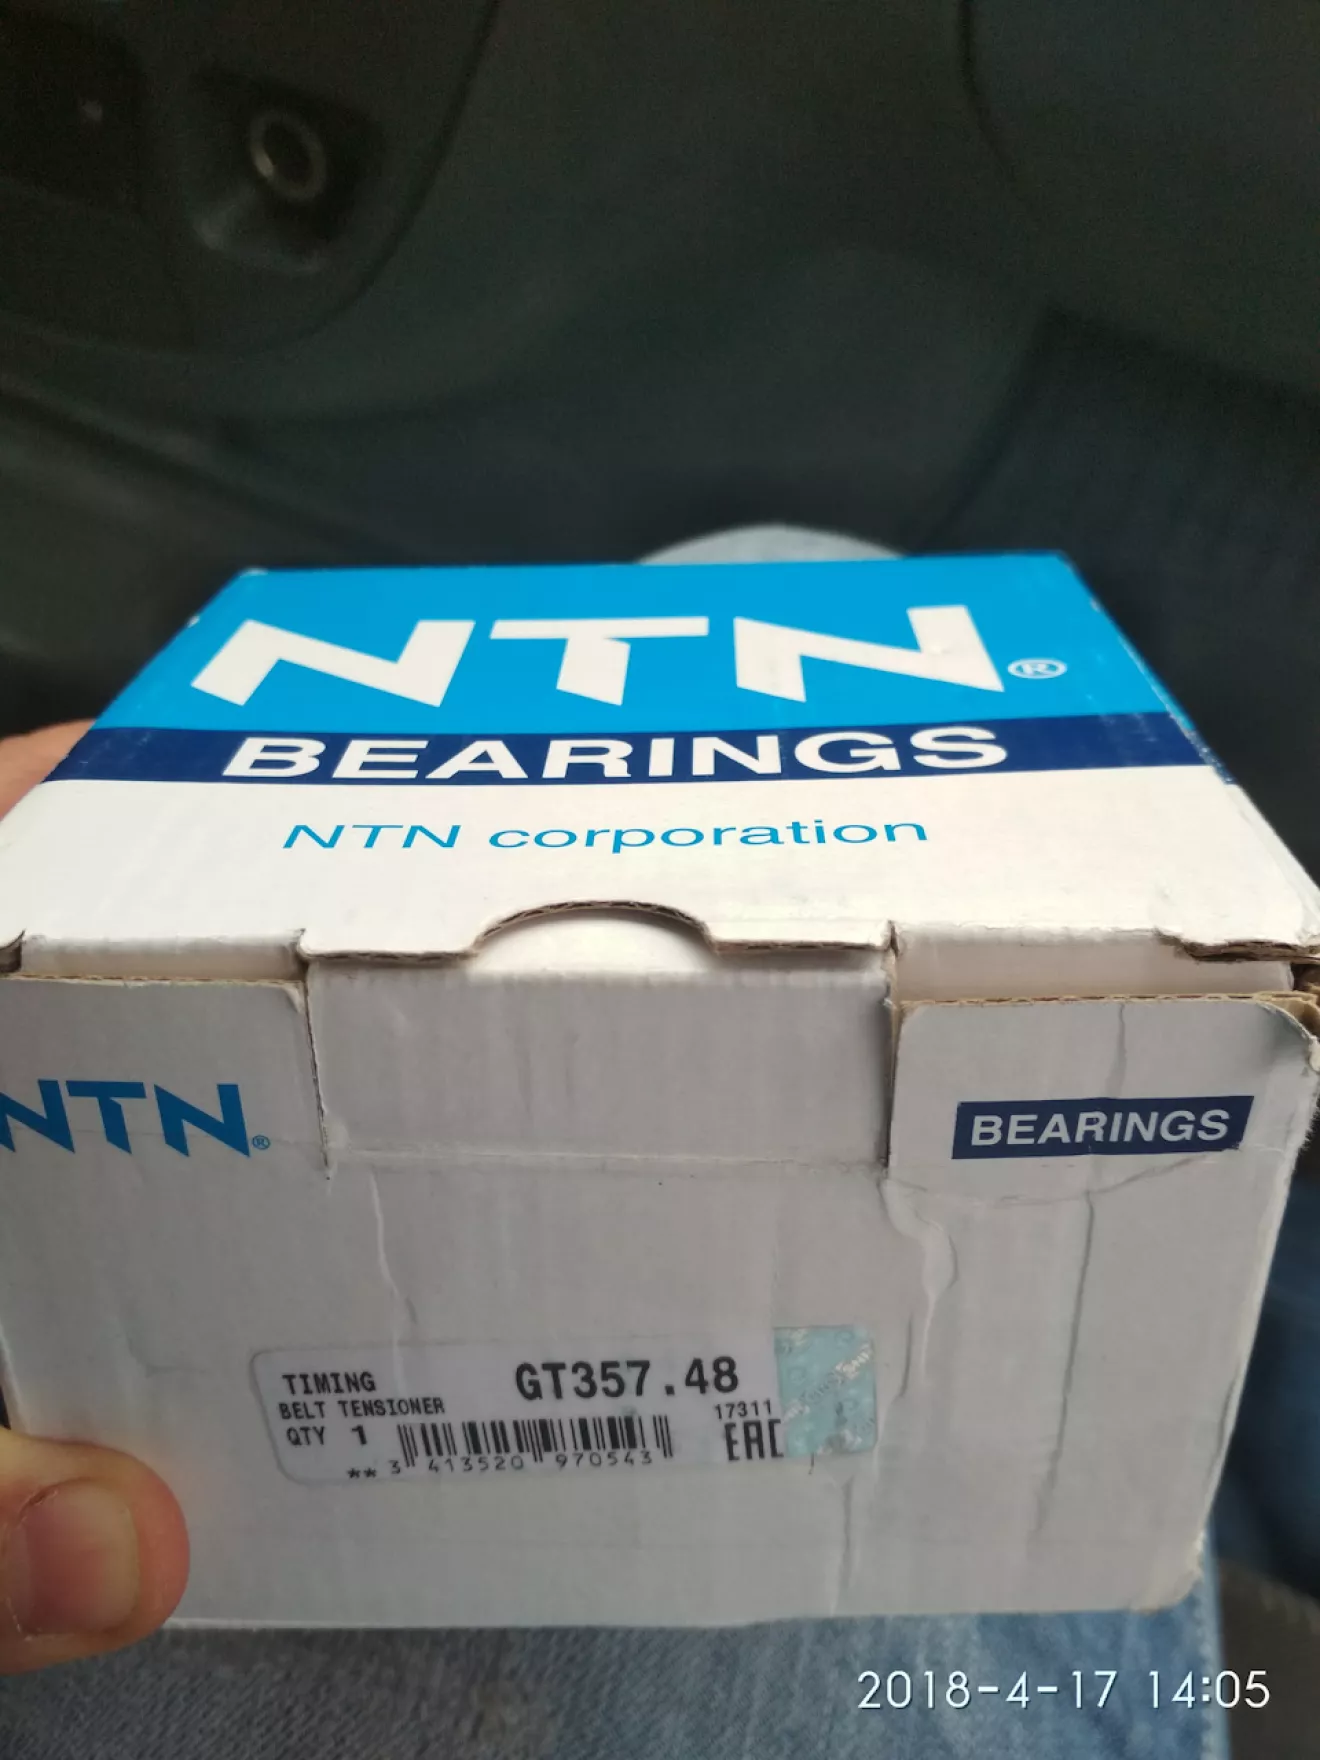 NTN®
BEARINGS
NTN corporation
NTN®
BEARINGS
TIMING GT357.48
BELT TENSIONER
17311
QTY 1
EAC
** 3 413520 970543
2018-4-17 14:05